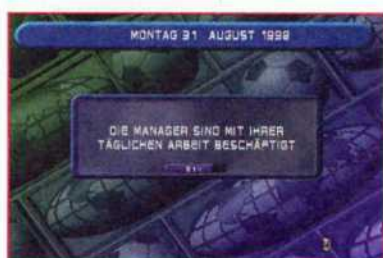 MONTAG 31 AUGUST 1998
DIE MANAGER SIND MIT IHRER
TÄGLICHEN ARBEIT BESCHÄFTIGT